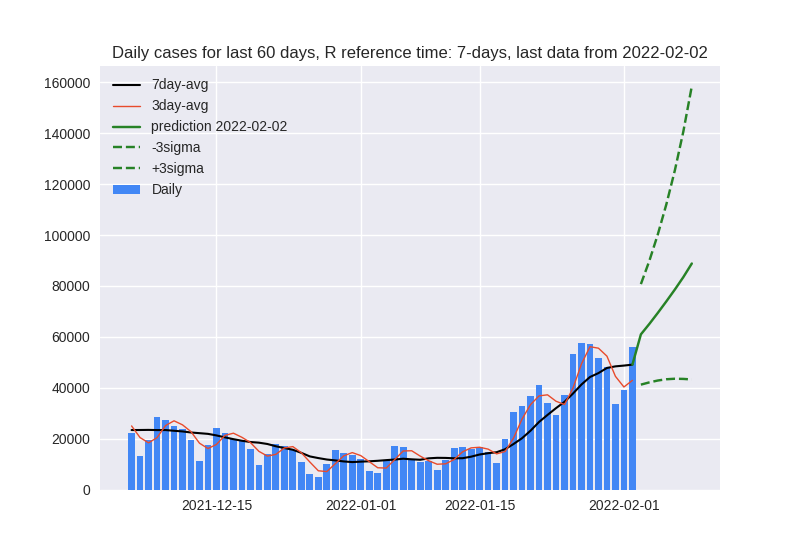 Daily cases for last 60 days, R reference time: 7-days, last data from 2022-02-02
160000
140000
120000
100000
80000
60000
40000
20000
0
7day-avg
3day-avg
prediction 2022-02-02
-3sigma
+3sigma
Daily
2021-12-15
2022-01-01
2022-01-15
2022-02-01